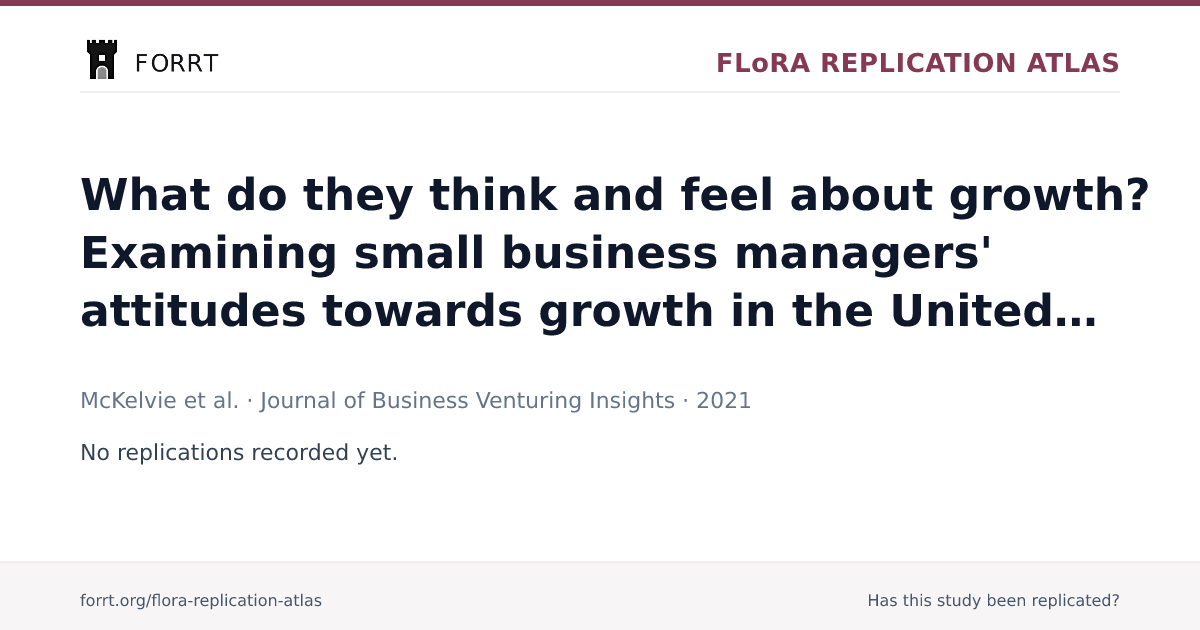 FORRT
FLoRA REPLICATION ATLAS
What do they think and feel about growth?
Examining small business managers'
attitudes towards growth in the United…
McKelvie et al. · Journal of Business Venturing Insights · 2021
No replications recorded yet.
forrt.org/flora-replication-atlas
Has this study been replicated?